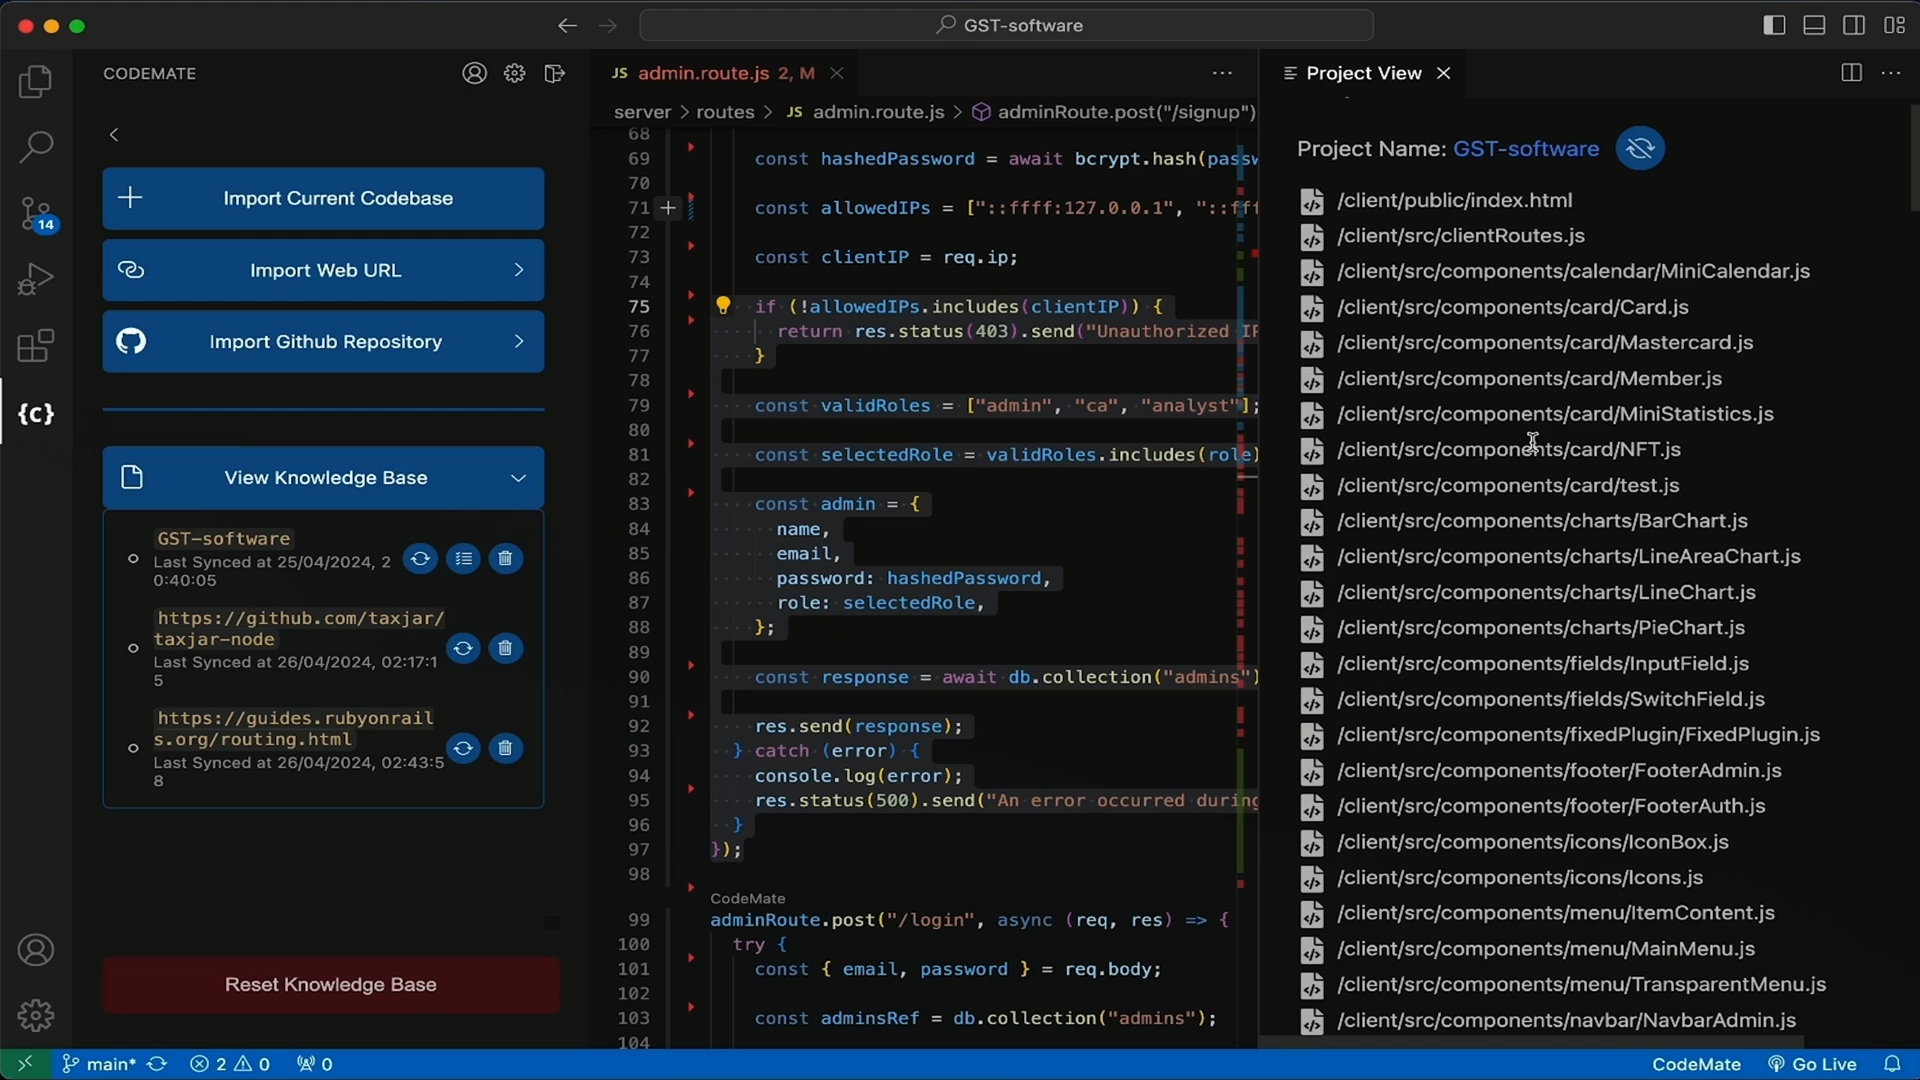 GST-software
CODEMATE
Import Current Codebase
Import Web URL
Import Github Repository
14
{c}
View Knowledge Base
GST-software
Last Synced at 25/04/2024, 2
0:40:05
https://github.com/taxjar/
taxjar-node
Last Synced at 26/04/2024, 02:17:1
5
https://guides.rubyonrail
s.org/routing.html
Last Synced at 26/04/2024, 02:43:5
8
Reset Knowledge Base
JS admin.route.js 2, M
server > routes > JS admin.route.js > adminRoute.post("/signup")
68
69 const hashedPassword = await bcrypt.hash(passw
70
71 const allowedIPs = ["::ffff:127.0.0.1", "::fff
72
73 const clientIP = req.ip;
74
75 if (!allowedIPs.includes(clientIP)) {
76 return res.status(403).send("Unauthorized IP
77 }
78
79 const validRoles = ["admin", "ca", "analyst"];
80
81 const selectedRole = validRoles.includes(role)
82
83 const admin = {
84 name,
85 email,
86 password: hashedPassword,
87 role: selectedRole,
88 };
89
90 const response = await db.collection("admins")
91
92 res.send(response);
93 } catch (error) {
94 console.log(error);
95 res.status(500).send("An error occurred during
96 }
97 });
98
CodeMate
99 adminRoute.post("/login", async (req, res) => {
100 try {
101 const { email, password } = req.body;
102
103 const adminsRef = db.collection("admins");
104
Project View
Project Name: GST-software
/client/public/index.html
/client/src/clientRoutes.js
/client/src/components/calendar/MiniCalendar.js
/client/src/components/card/Card.js
/client/src/components/card/Mastercard.js
/client/src/components/card/Member.js
/client/src/components/card/MiniStatistics.js
/client/src/components/card/NFT.js
/client/src/components/card/test.js
/client/src/components/charts/BarChart.js
/client/src/components/charts/LineAreaChart.js
/client/src/components/charts/LineChart.js
/client/src/components/charts/PieChart.js
/client/src/components/fields/InputField.js
/client/src/components/fields/SwitchField.js
/client/src/components/fixedPlugin/FixedPlugin.js
/client/src/components/footer/FooterAdmin.js
/client/src/components/footer/FooterAuth.js
/client/src/components/icons/IconBox.js
/client/src/components/icons/Icons.js
/client/src/components/menu/ItemContent.js
/client/src/components/menu/MainMenu.js
/client/src/components/menu/TransparentMenu.js
/client/src/components/navbar/NavbarAdmin.js
main* 2 0 0
CodeMate Go Live